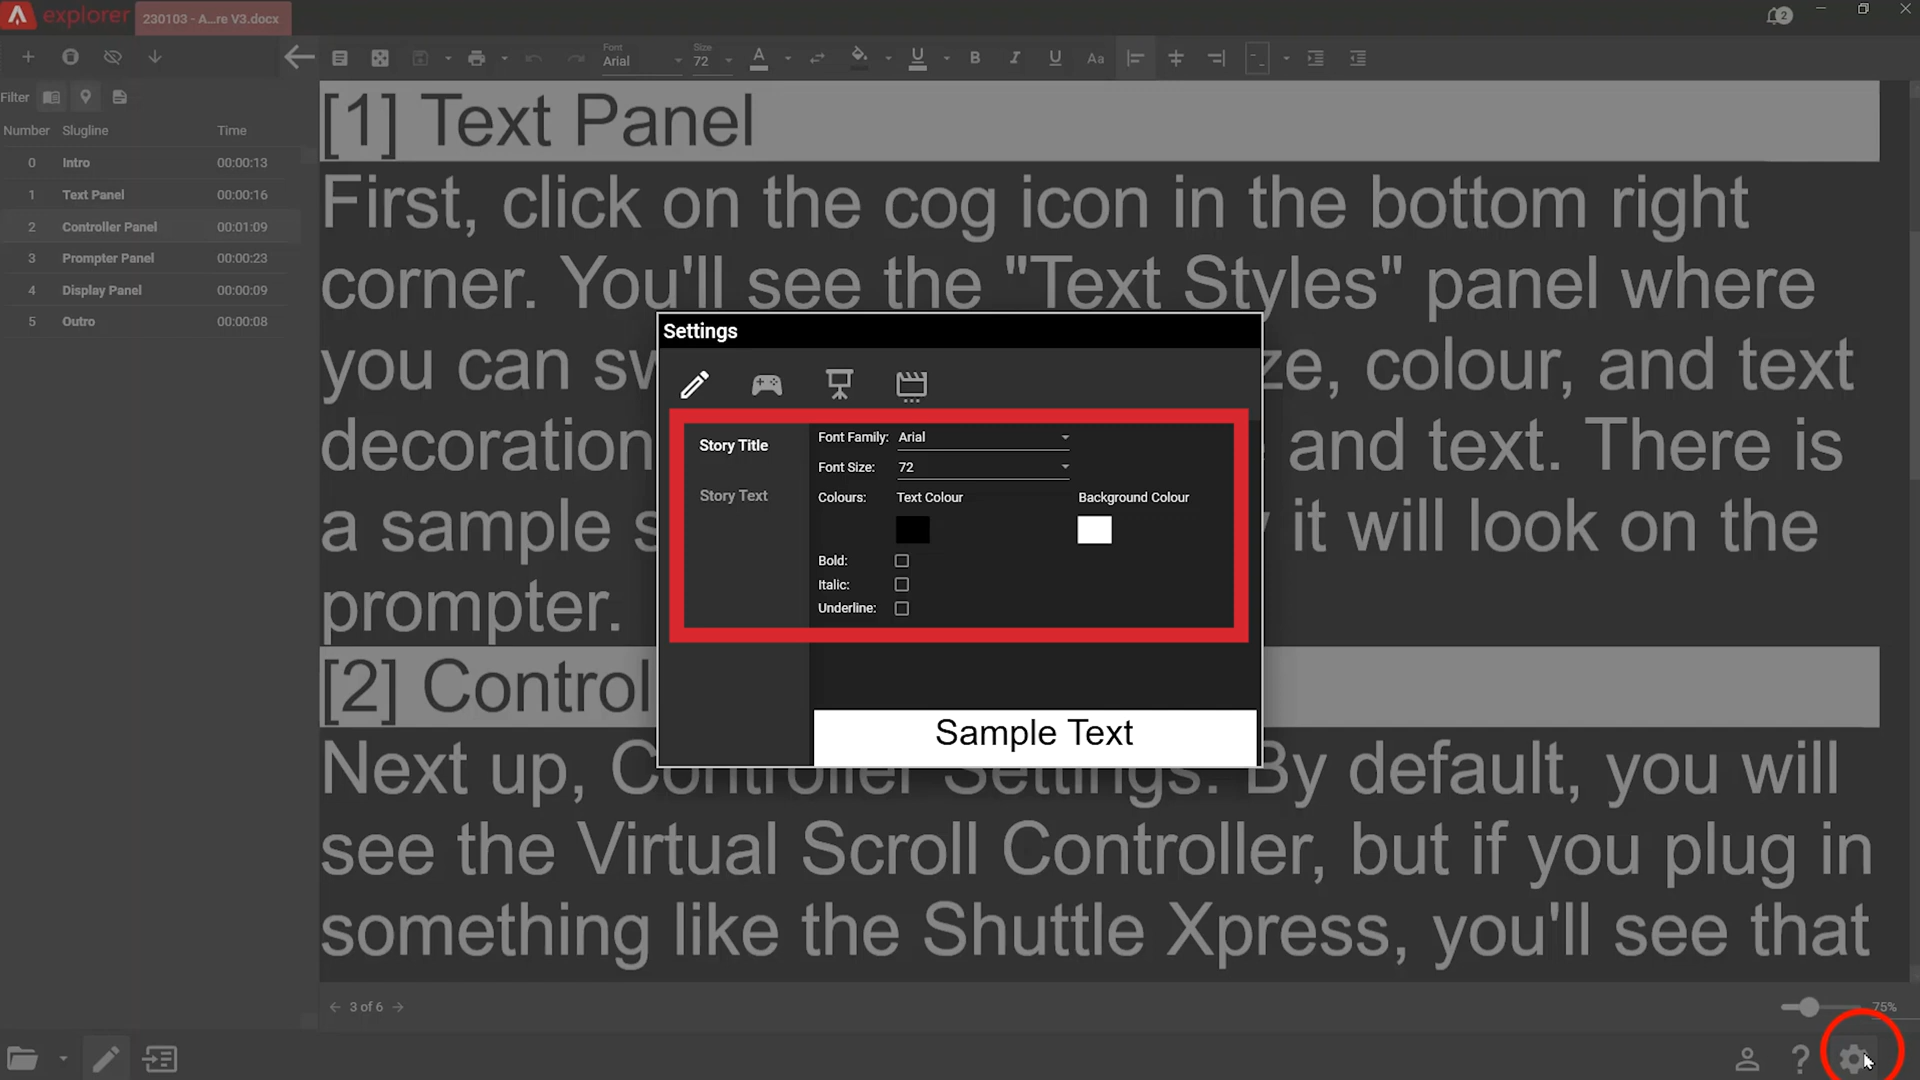 explorer
230103 - A...re V3.docx
2
Font
Arial
Size
72
Aa
Filter
Number Slugline Time
0 Intro 00:00:13
1 Text Panel 00:00:16
2 Controller Panel 00:01:09
3 Prompter Panel 00:00:23
4 Display Panel 00:00:09
5 Outro 00:00:08
[1] Text Panel
First, click on the cog icon in the bottom right
corner. You'll see the "Text Styles" panel where
you can ze, colour, and text
decoration and text. There is
a sample it will look on the
prompter.
[2] Control
Next up, Controller Settings. By default, you will
see the Virtual Scroll Controller, but if you plug in
something like the Shuttle Xpress, you'll see that
Settings
Story Title
Story Text
Font Family: Arial
Font Size: 72
Colours: Text Colour Background Colour
Bold:
Italic:
Underline:
Sample Text
3 of 6
75%